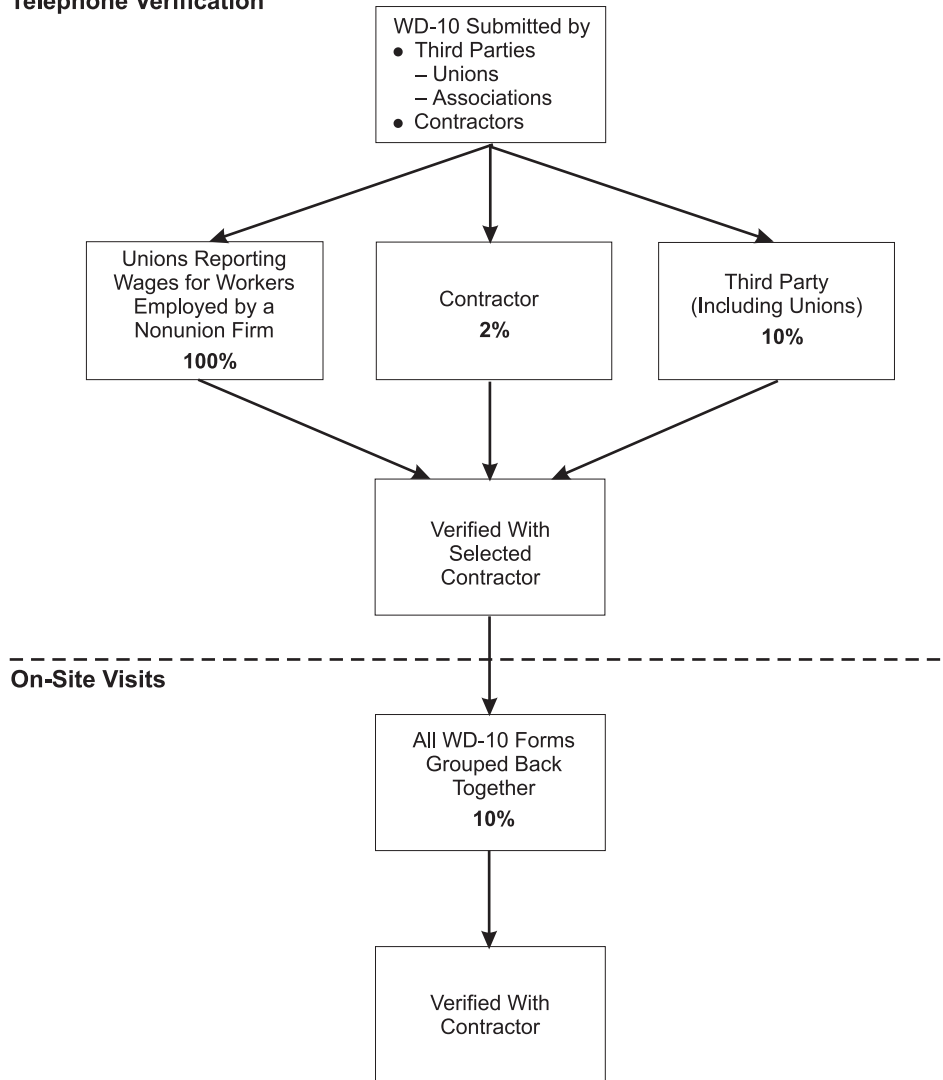 Telephone Verification
WD-10 Submitted by
● Third Parties
– Unions
– Associations
● Contractors
Unions Reporting
Wages for Workers
Employed by a
Nonunion Firm
100%
Contractor
2%
Third Party
(Including Unions)
10%
Verified With
Selected
Contractor
On-Site Visits
All WD-10 Forms
Grouped Back
Together
10%
Verified With
Contractor